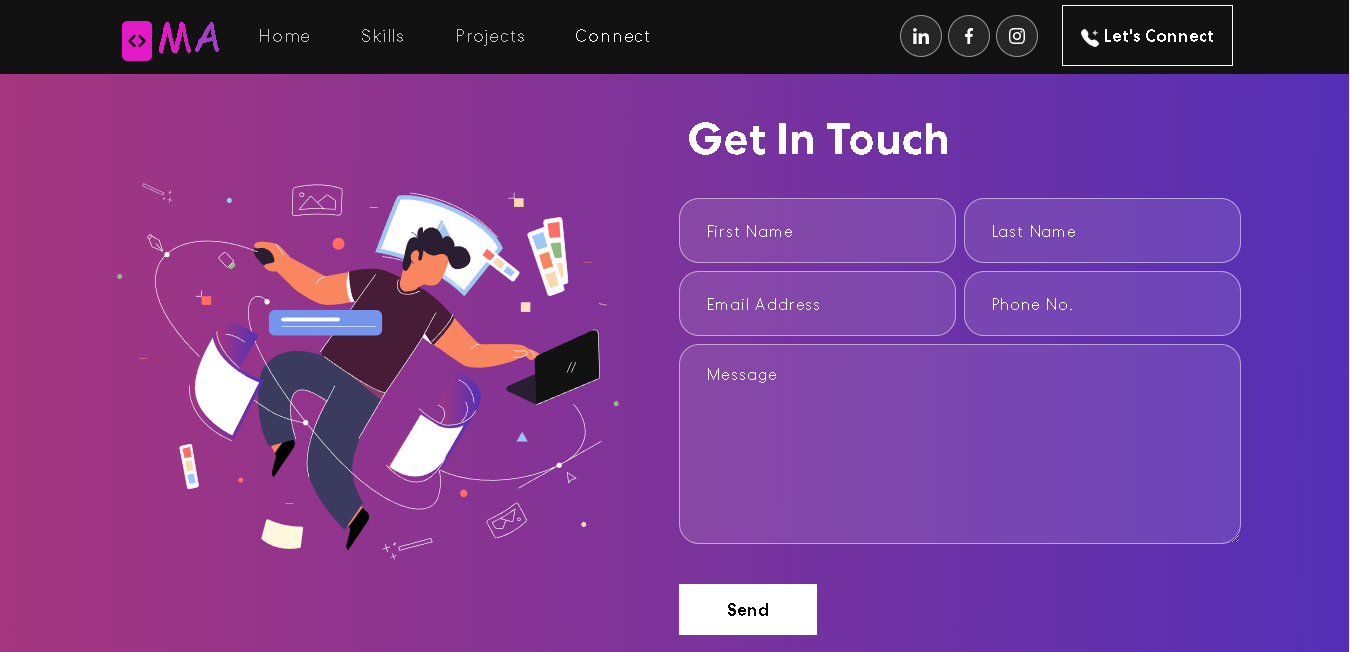 <> MA
Home Skills Projects Connect
in f
Let's Connect
Get In Touch
First Name Last Name
Email Address Phone No.
Message
//
Send